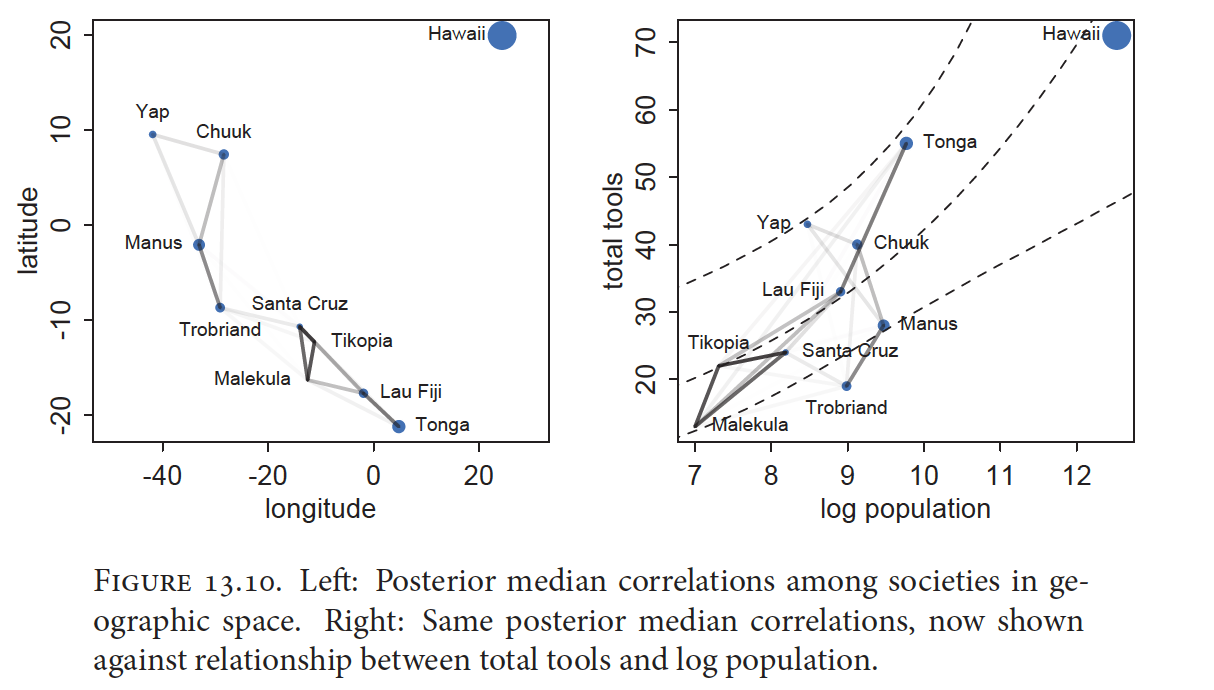 Hawaii
Yap
Chuuk
Manus
Santa Cruz
Trobriand
Tikopia
Malekula
Lau Fiji
Tonga
20
10
0
-10
-20
latitude
-40
-20
0
20
longitude
Hawaii
Tonga
Yap
Chuuk
Lau Fiji
Manus
Tikopia
Santa Cruz
Trobriand
Malekula
70
60
50
40
30
20
total tools
7
8
9
10
11
12
log population
Figure 13.10. Left: Posterior median correlations among societies in ge-
ographic space. Right: Same posterior median correlations, now shown
against relationship between total tools and log population.